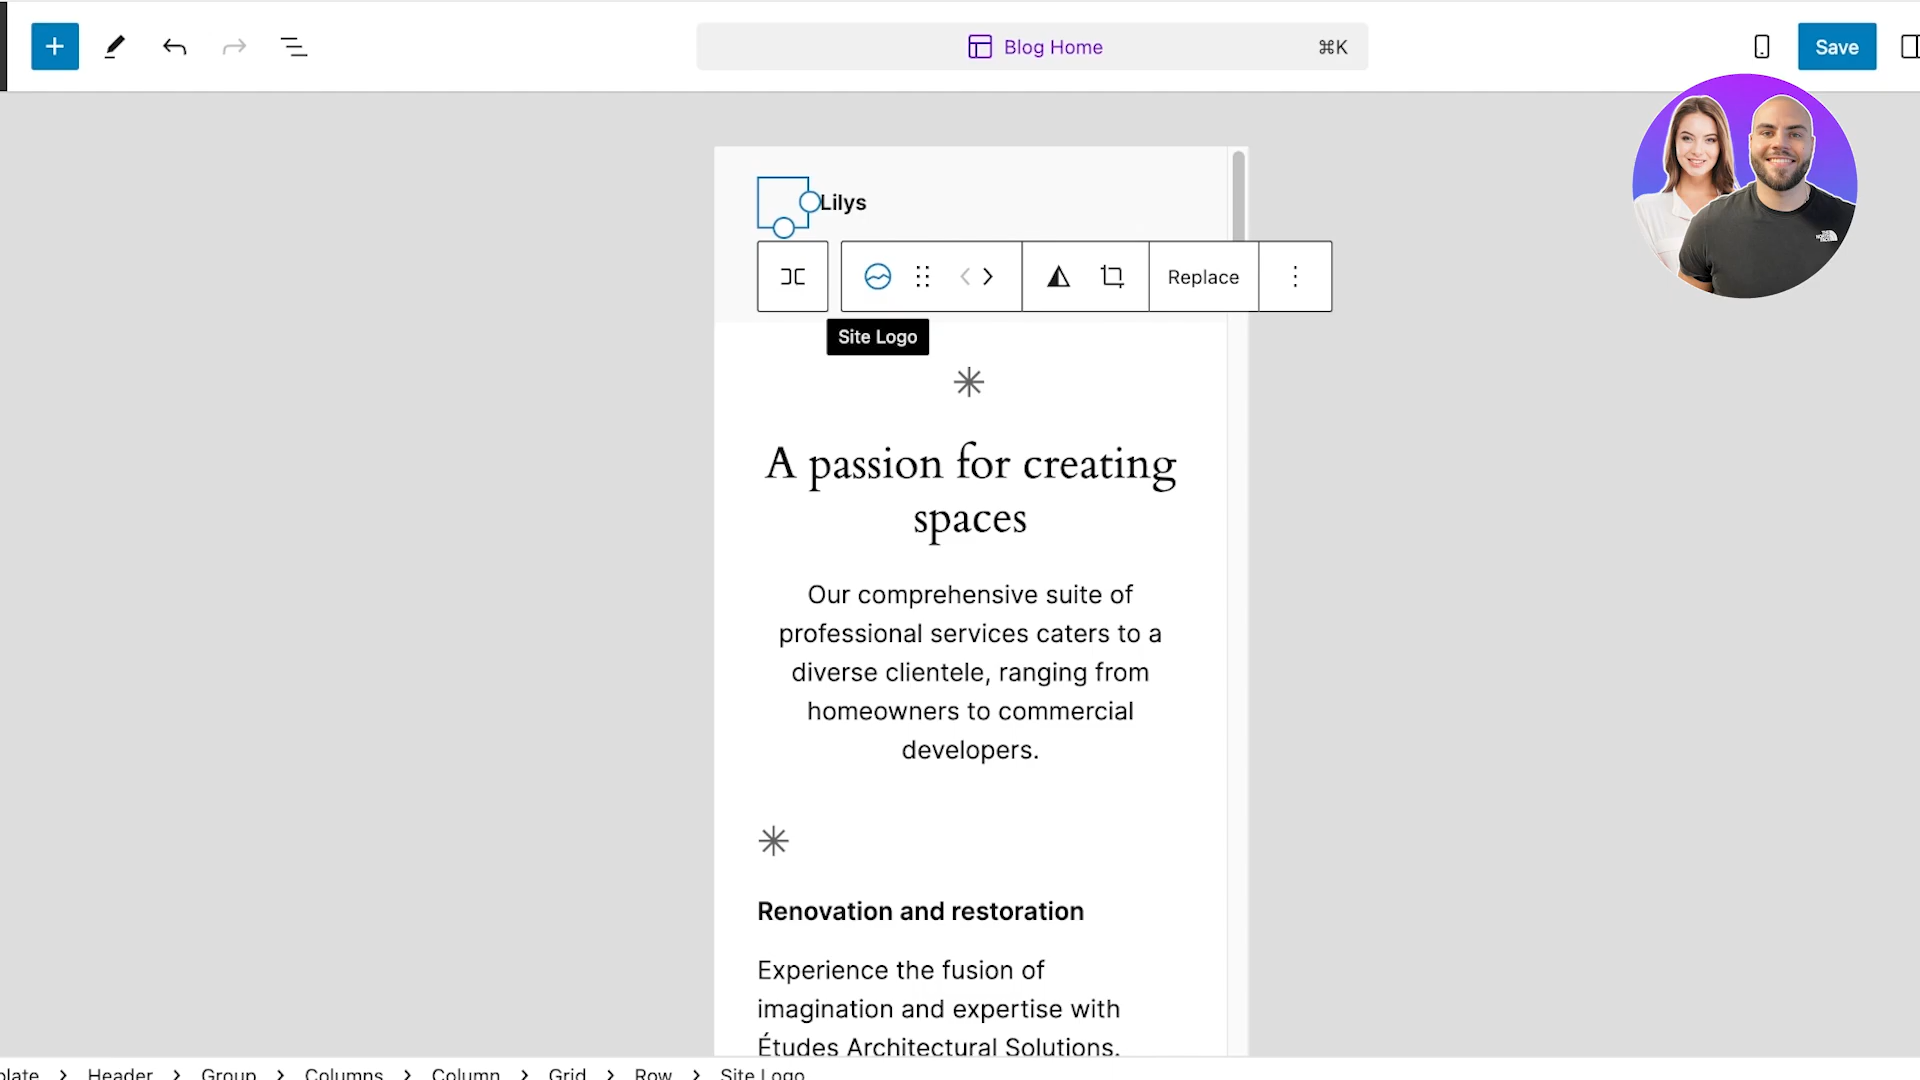 Blog Home
⌘K
Save
Lilys
Replace
Site Logo
A passion for creating
spaces
Our comprehensive suite of
professional services caters to a
diverse clientele, ranging from
homeowners to commercial
developers.
Renovation and restoration
Experience the fusion of
imagination and expertise with
Études Architectural Solutions.
plate > Header > Group > Columns > Column > Grid > Row > Site Logo